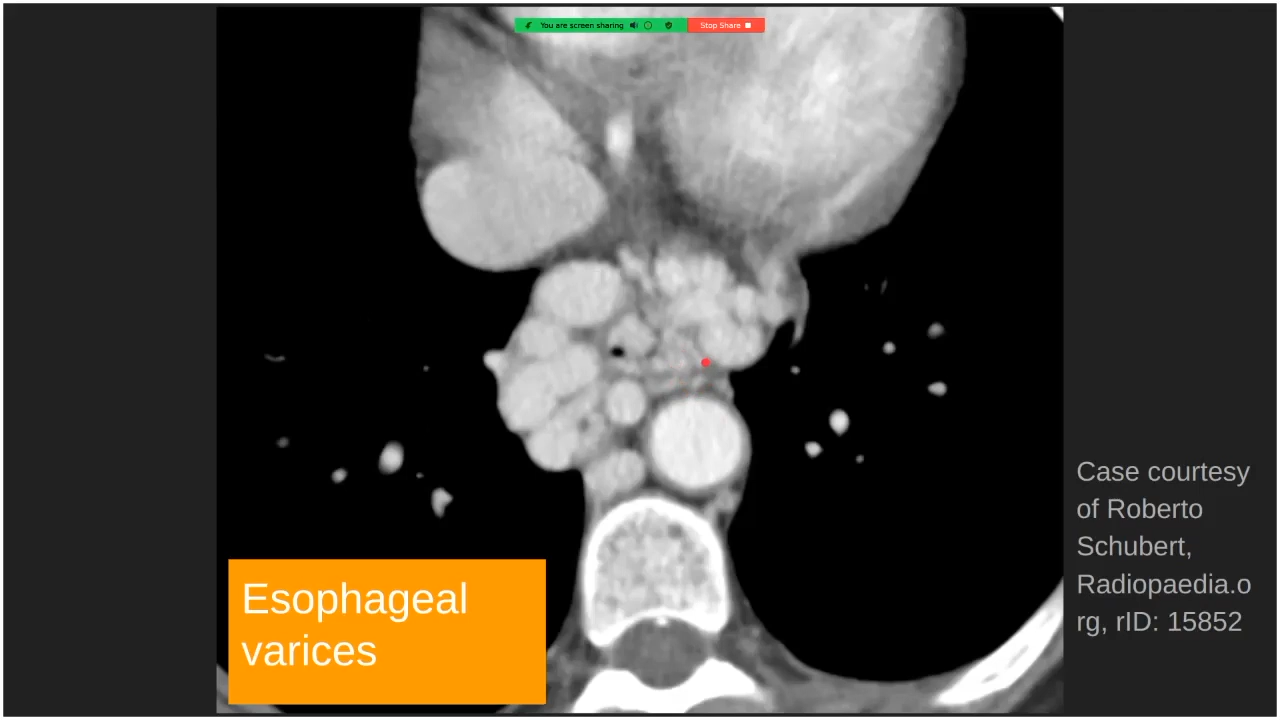 You are screen sharing
Stop Share
Case courtesy
of Roberto
Schubert,
Radiopaedia.o
rg, rID: 15852
Esophageal
varices